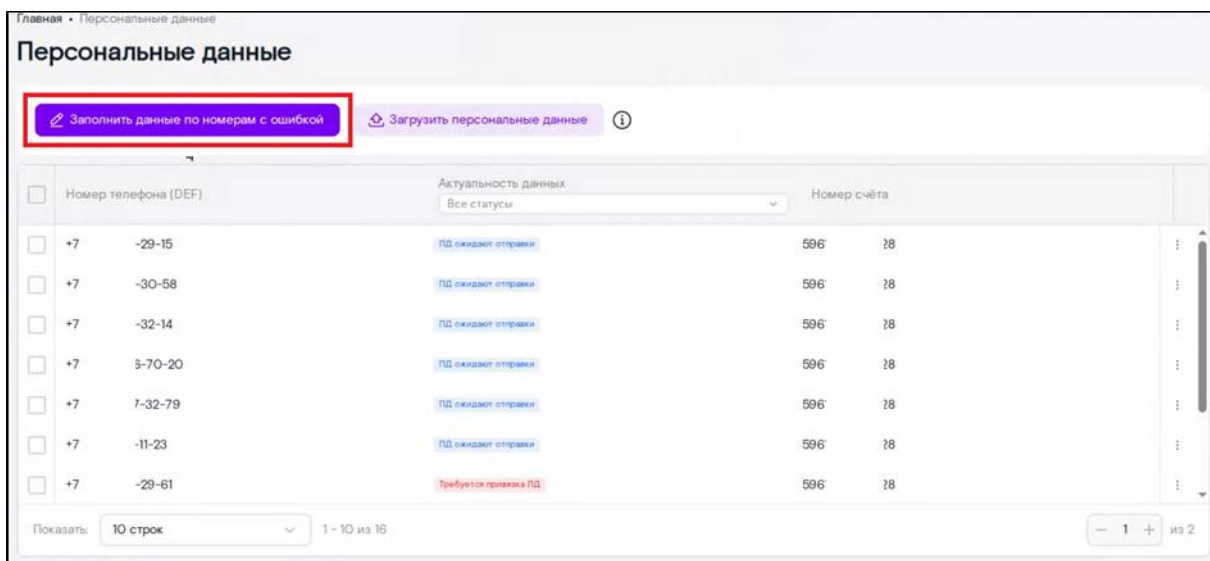 Главная • Персональные данные
Персональные данные
Заполнить данные по номерам с ошибкой Загрузить персональные данные
Номер телефона (DEF) Актуальность данных Все статусы Номер счёта
+7 -29-15 ПД ожидают отправки 596 28
+7 -30-58 ПД ожидают отправки 596 28
+7 -32-14 ПД ожидают отправки 596 28
+7 -70-20 ПД ожидают отправки 596 28
+7 7-32-79 ПД ожидают отправки 596 28
+7 -11-23 ПД ожидают отправки 596 28
+7 -29-61 Требуется привязка ПД 596 28
Показать: 10 строк 1 - 10 из 16 1 из 2